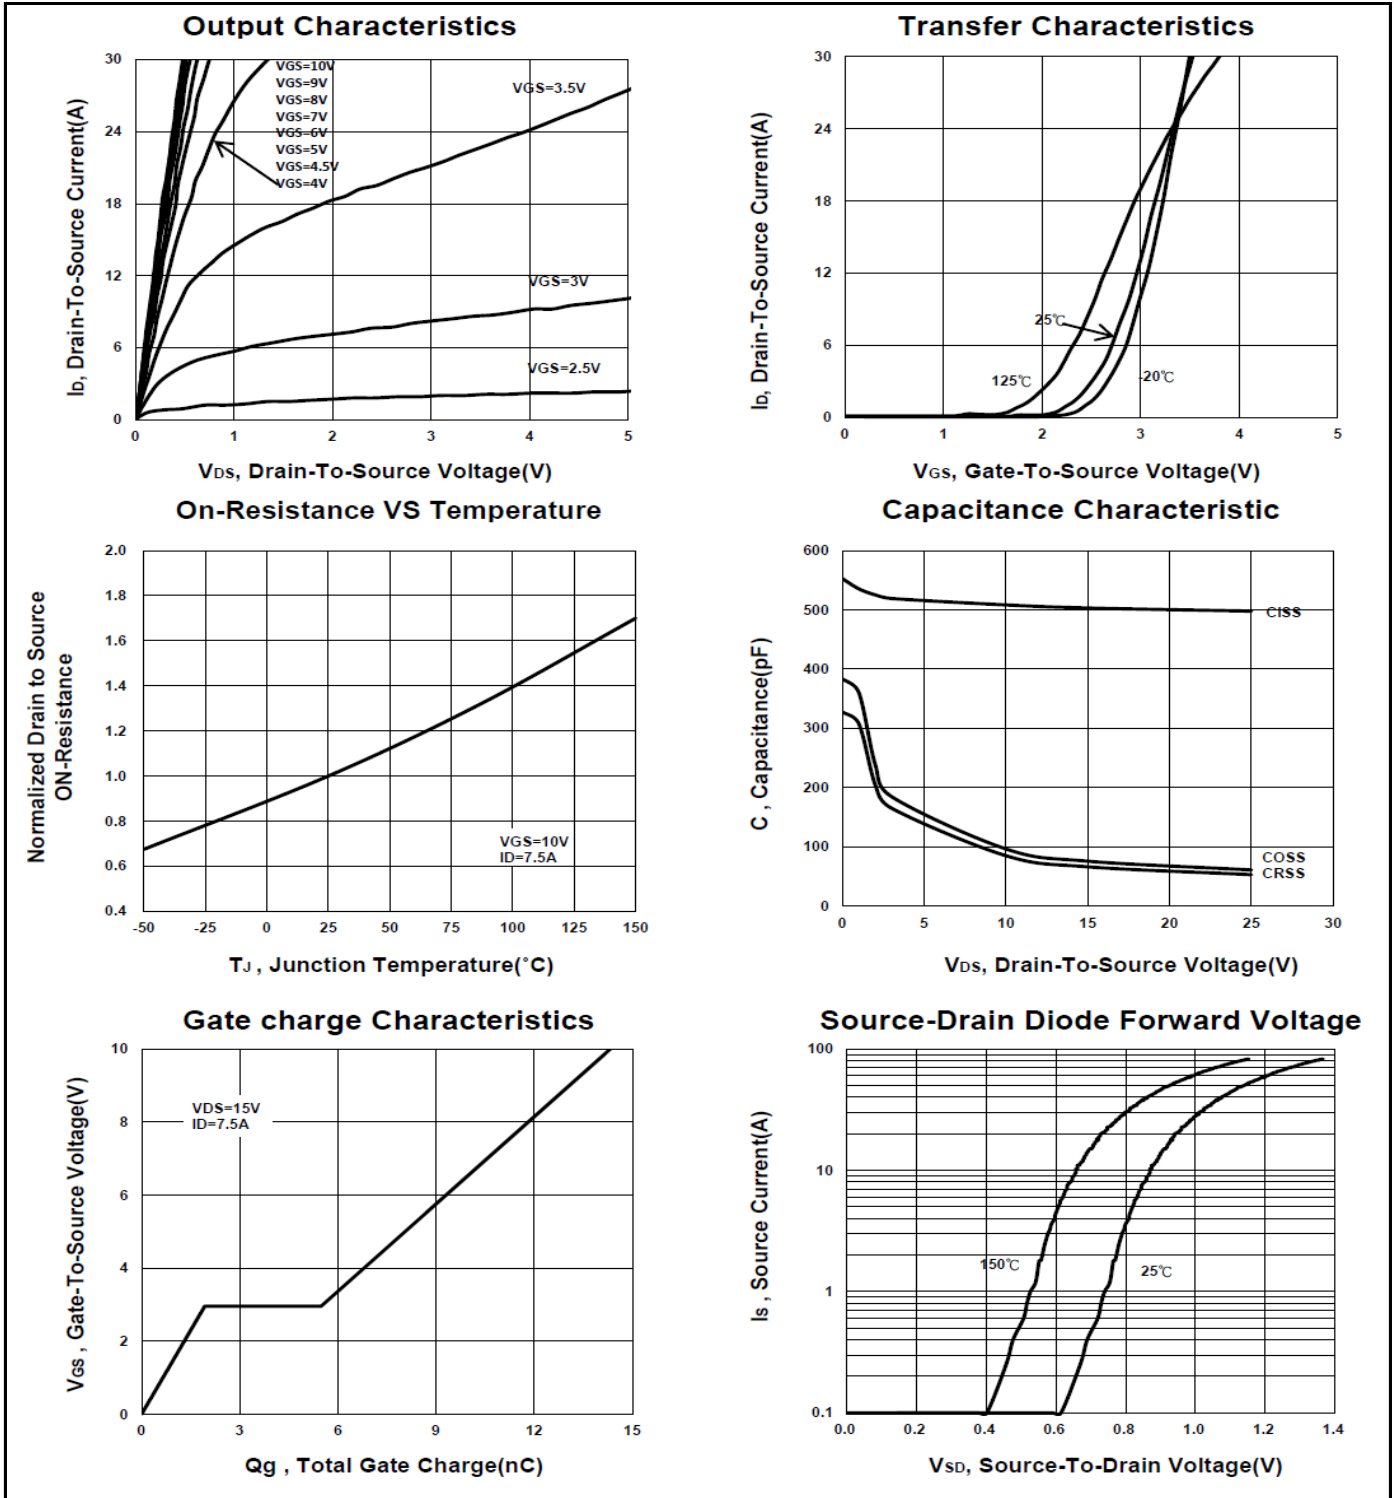 Output Characteristics
ID, Drain-To-Source Current(A)
30
24
18
12
6
0
VGS=10V
VGS=9V
VGS=8V
VGS=7V
VGS=6V
VGS=5V
VGS=4.5V
VGS=4V
VGS=3.5V
VGS=3V
VGS=2.5V
0 1 2 3 4 5
VDS, Drain-To-Source Voltage(V)
Transfer Characteristics
ID, Drain-To-Source Current(A)
30
24
18
12
6
0
25℃
125℃
-20℃
0 1 2 3 4 5
VGS, Gate-To-Source Voltage(V)
On-Resistance VS Temperature
Normalized Drain to Source
ON-Resistance
2.0
1.8
1.6
1.4
1.2
1.0
0.8
0.6
0.4
VGS=10V
ID=7.5A
-50 -25 0 25 50 75 100 125 150
TJ , Junction Temperature(°C)
Capacitance Characteristic
C , Capacitance(pF)
600
500
400
300
200
100
0
CISS
COSS
CRSS
0 5 10 15 20 25 30
VDS, Drain-To-Source Voltage(V)
Gate charge Characteristics
VGS , Gate-To-Source Voltage(V)
10
8
6
4
2
0
VDS=15V
ID=7.5A
0 3 6 9 12 15
Qg , Total Gate Charge(nC)
Source-Drain Diode Forward Voltage
IS , Source Current(A)
100
10
1
0.1
150℃
25℃
0.0 0.2 0.4 0.6 0.8 1.0 1.2 1.4
VSD, Source-To-Drain Voltage(V)